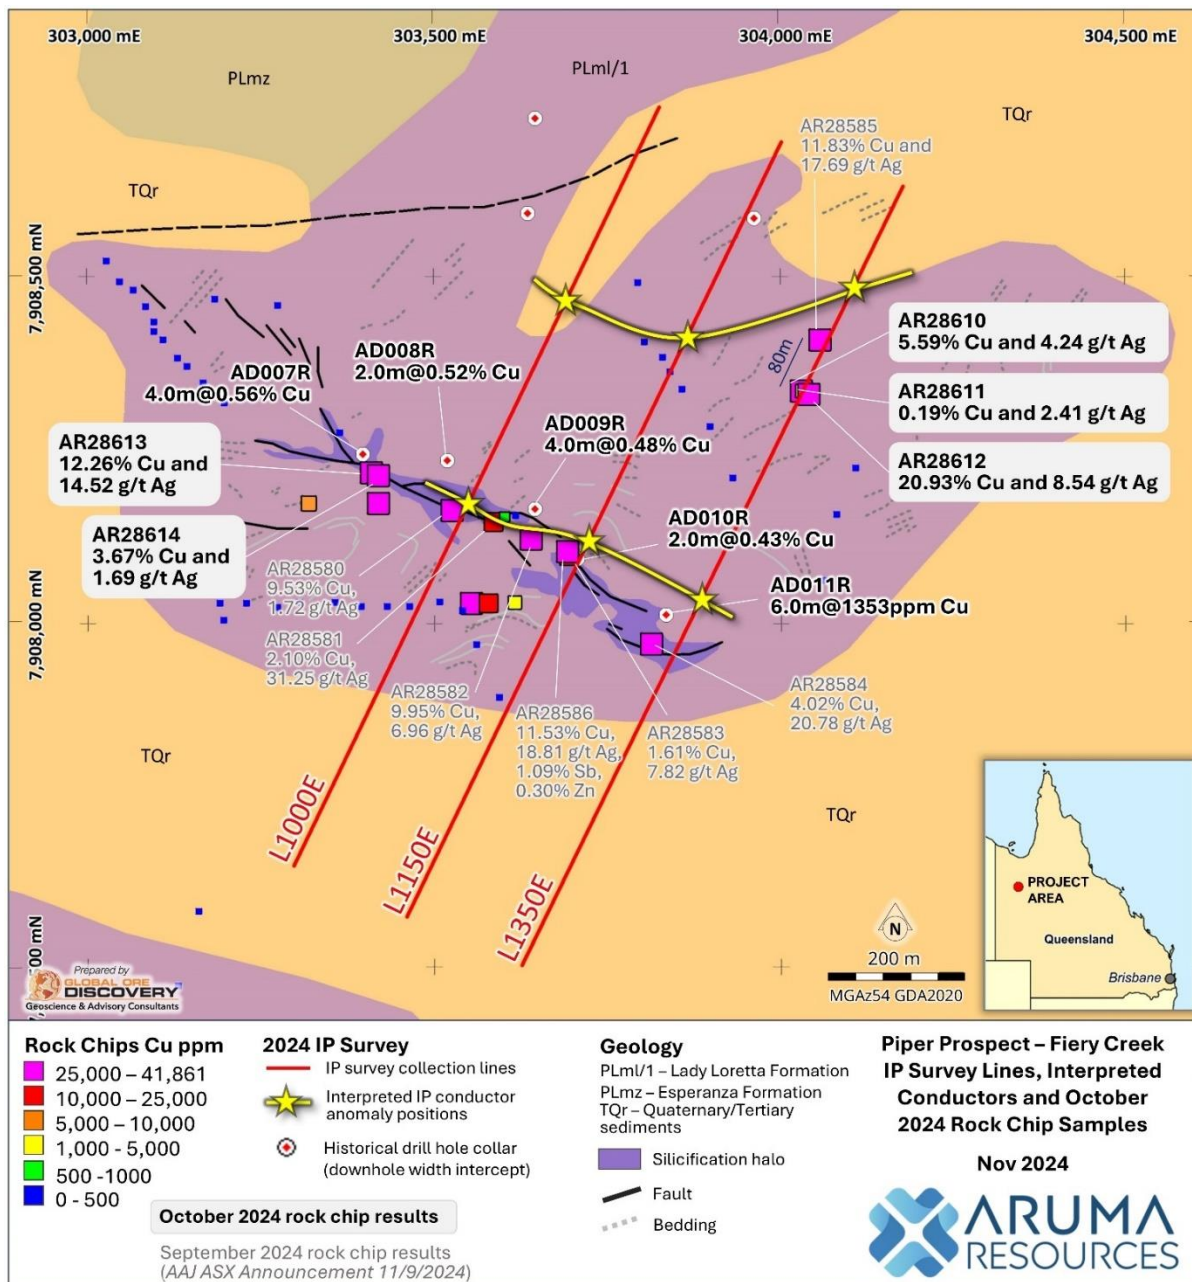 303,000 mE
303,500 mE
304,000 mE
304,500 mE
PLmz
PLml/1
TQr
TQr
AR28585
11.83% Cu and
17.69 g/t Ag
7,908,500 mN
80m
AR28610
5.59% Cu and 4.24 g/t Ag
AR28611
0.19% Cu and 2.41 g/t Ag
AR28612
20.93% Cu and 8.54 g/t Ag
AD007R
4.0m@0.56% Cu
AD008R
2.0m@0.52% Cu
AD009R
4.0m@0.48% Cu
AR28613
12.26% Cu and
14.52 g/t Ag
AR28614
3.67% Cu and
1.69 g/t Ag
AD010R
2.0m@0.43% Cu
AD011R
6.0m@1353ppm Cu
7,908,000 mN
AR28580
9.53% Cu,
1.72 g/t Ag
AR28581
2.10% Cu,
31.25 g/t Ag
AR28582
9.95% Cu,
6.96 g/t Ag
AR28586
11.53% Cu,
18.81 g/t Ag,
1.09% Sb,
0.30% Zn
AR28583
1.61% Cu,
7.82 g/t Ag
AR28584
4.02% Cu,
20.78 g/t Ag
TQr
TQr
L1000E
L1150E
L1350E
500 mN
Prepared by
GLOBAL ORE
DISCOVERY
Geoscience & Advisory Consultants
N
200 m
MGAz54 GDA2020
PROJECT
AREA
Queensland
Brisbane
Rock Chips Cu ppm
25,000 – 41,861
10,000 – 25,000
5,000 – 10,000
1,000 – 5,000
500 -1000
0 - 500
October 2024 rock chip results
September 2024 rock chip results
(AAJ ASX Announcement 11/9/2024)
2024 IP Survey
IP survey collection lines
Interpreted IP conductor
anomaly positions
Historical drill hole collar
(downhole width intercept)
Geology
PLml/1 – Lady Loretta Formation
PLmz – Esperanza Formation
TQr – Quaternary/Tertiary
sediments
Silicification halo
Fault
Bedding
Piper Prospect – Fiery Creek
IP Survey Lines, Interpreted
Conductors and October
2024 Rock Chip Samples
Nov 2024
ARUMA
RESOURCES